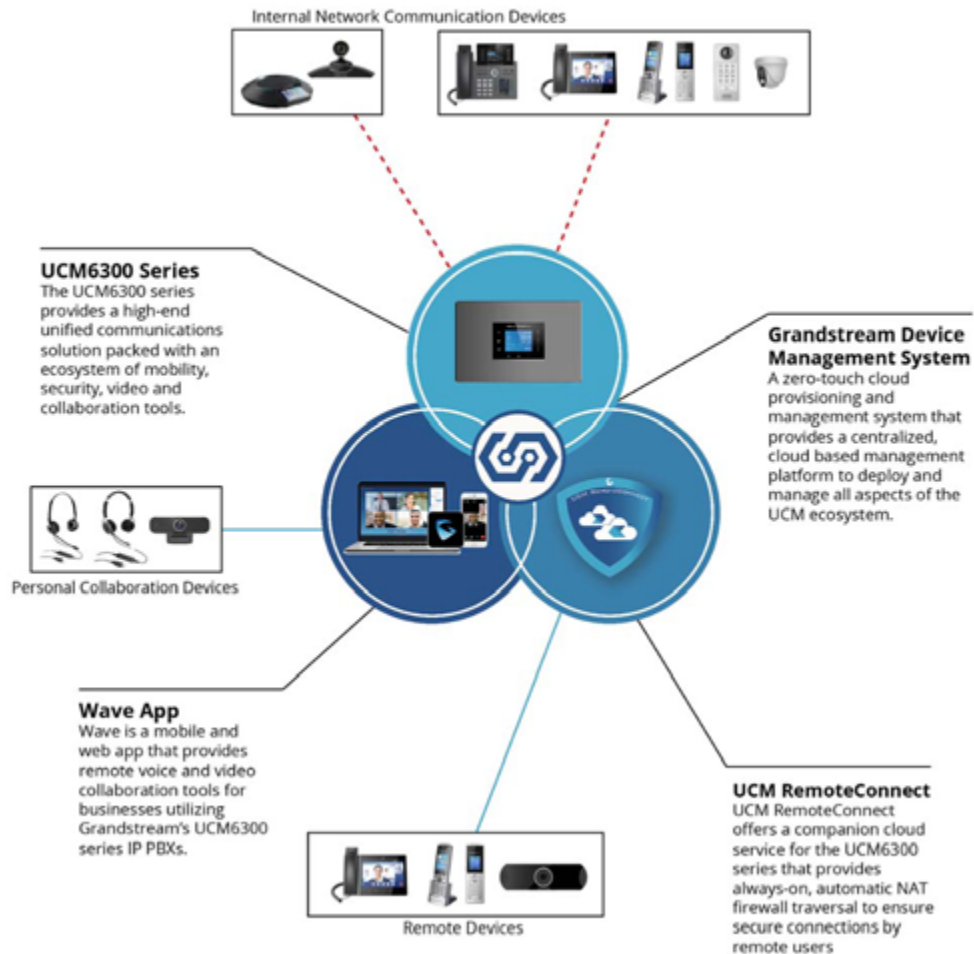 Internal Network Communication Devices
UCM6300 Series
The UCM6300 series
provides a high-end
unified communications
solution packed with an
ecosystem of mobility,
security, video and
collaboration tools.
Grandstream Device
Management System
A zero-touch cloud
provisioning and
management system that
provides a centralized,
cloud based management
platform to deploy and
manage all aspects of the
UCM ecosystem.
Personal Collaboration Devices
Wave App
Wave is a mobile and
web app that provides
remote voice and video
collaboration tools for
businesses utilizing
Grandstream's UCM6300
series IP PBXs.
UCM RemoteConnect
UCM RemoteConnect
offers a companion cloud
service for the UCM6300
series that provides
always-on, automatic NAT
firewall traversal to ensure
secure connections by
remote users
Remote Devices